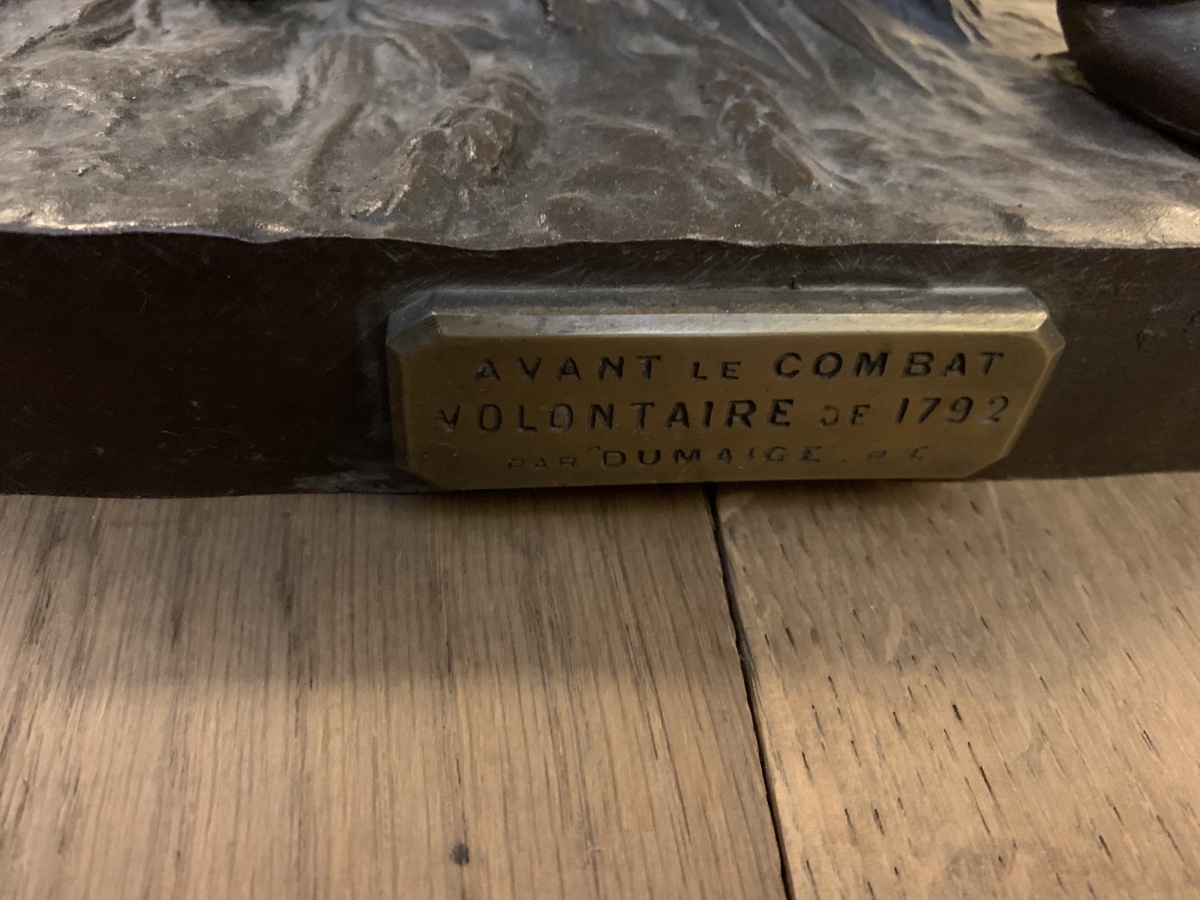 AVANT LE COMBAT
VOLONTAIRE DE 1792
PAR DUMAIGE